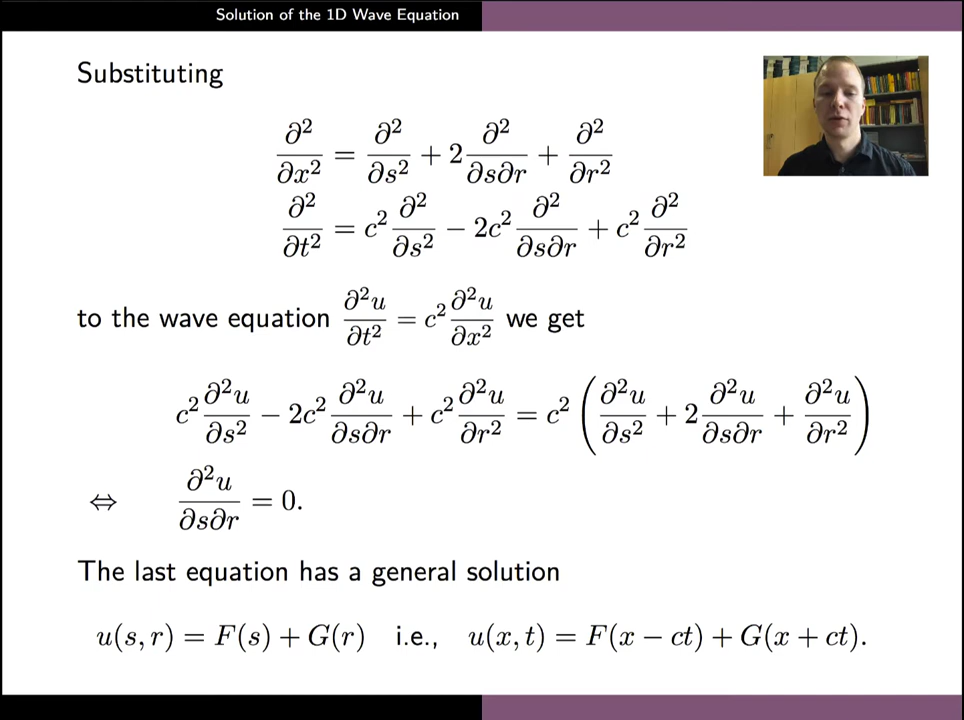 Solution of the 1D Wave Equation
Substituting
∂²/∂x² = ∂²/∂s² + 2 ∂²/∂s∂r + ∂²/∂r²
∂²/∂t² = c² ∂²/∂s² − 2c² ∂²/∂s∂r + c² ∂²/∂r²
to the wave equation ∂²u/∂t² = c² ∂²u/∂x² we get
c² ∂²u/∂s² − 2c² ∂²u/∂s∂r + c² ∂²u/∂r² = c² (∂²u/∂s² + 2 ∂²u/∂s∂r + ∂²u/∂r²)
⇔ ∂²u/∂s∂r = 0.
The last equation has a general solution
u(s, r) = F(s) + G(r) i.e., u(x, t) = F(x − ct) + G(x + ct).